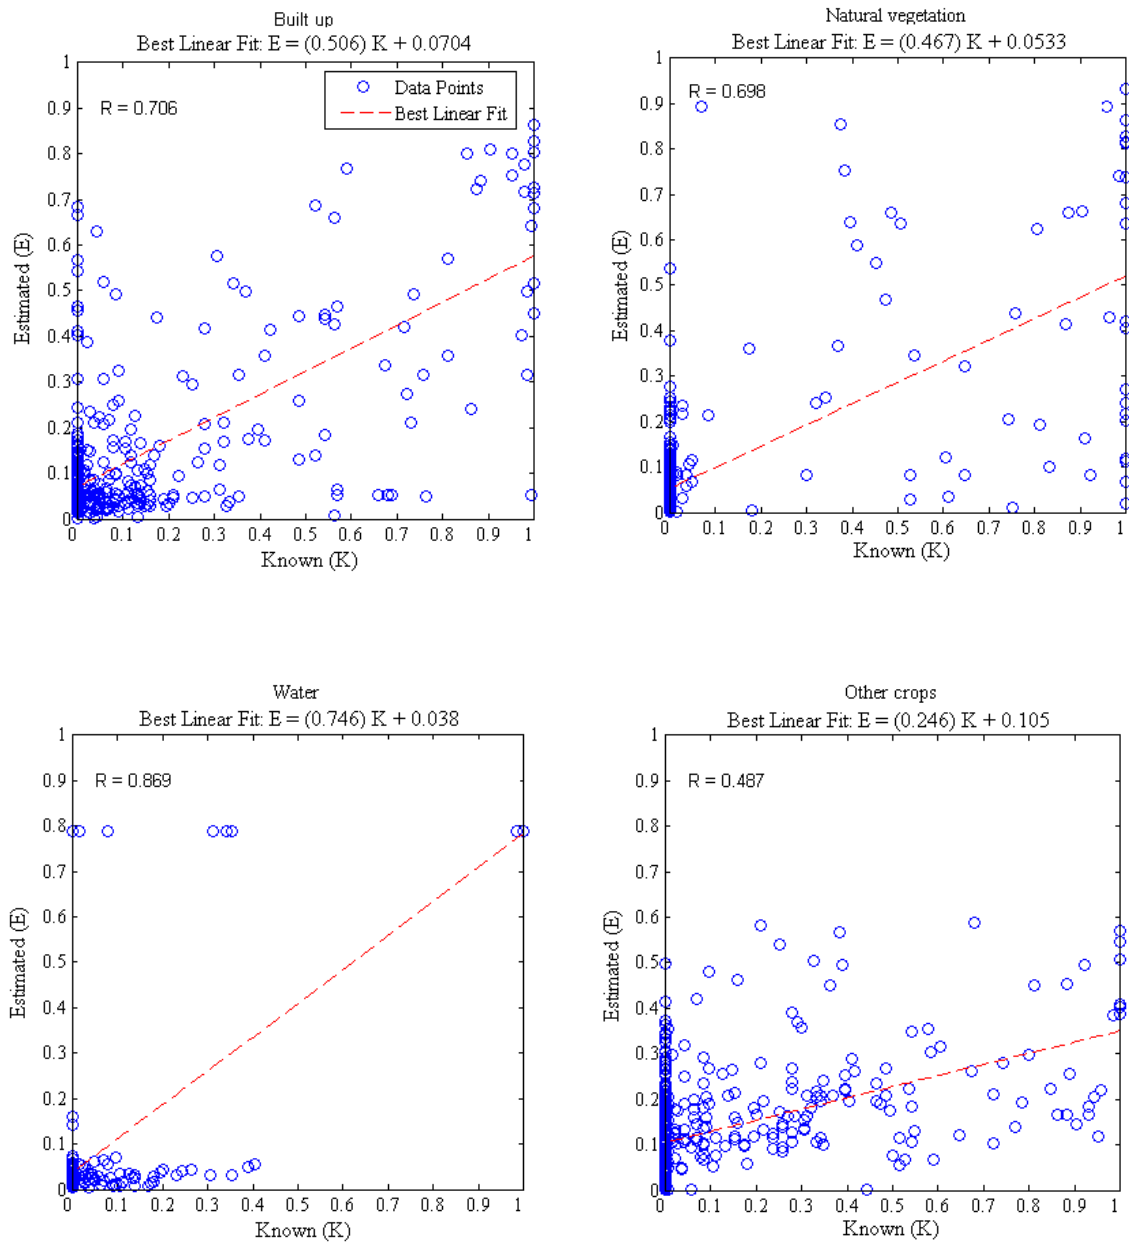 Built up
Best Linear Fit: E = (0.506) K + 0.0704
R = 0.706
Data Points
Best Linear Fit
1
0.9
0.8
0.7
0.6
0.5
0.4
0.3
0.2
0.1
0
Estimated (E)
0 0.1 0.2 0.3 0.4 0.5 0.6 0.7 0.8 0.9 1
Known (K)
Natural vegetation
Best Linear Fit: E = (0.467) K + 0.0533
R = 0.698
1
0.9
0.8
0.7
0.6
0.5
0.4
0.3
0.2
0.1
0
Estimated (E)
0 0.1 0.2 0.3 0.4 0.5 0.6 0.7 0.8 0.9 1
Known (K)
Water
Best Linear Fit: E = (0.746) K + 0.038
R = 0.869
1
0.9
0.8
0.7
0.6
0.5
0.4
0.3
0.2
0.1
0
Estimated (E)
0 0.1 0.2 0.3 0.4 0.5 0.6 0.7 0.8 0.9 1
Known (K)
Other crops
Best Linear Fit: E = (0.246) K + 0.105
R = 0.487
1
0.9
0.8
0.7
0.6
0.5
0.4
0.3
0.2
0.1
0
Estimated (E)
0 0.1 0.2 0.3 0.4 0.5 0.6 0.7 0.8 0.9 1
Known (K)